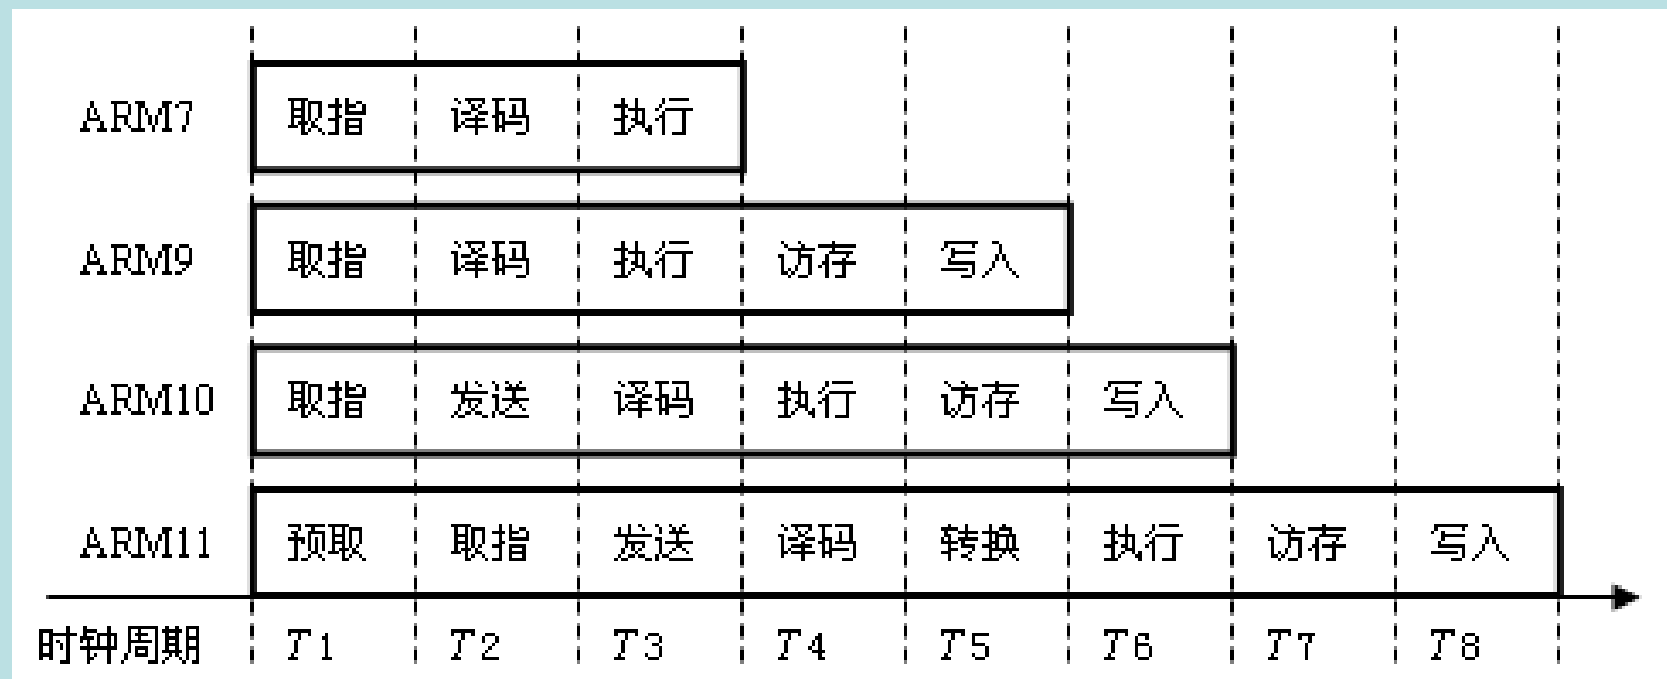 ARM7 取指 译码 执行
ARM9 取指 译码 执行 访存 写入
ARM10 取指 发送 译码 执行 访存 写入
ARM11 预取 取指 发送 译码 转换 执行 访存 写入
时钟周期 T1 T2 T3 T4 T5 T6 T7 T8